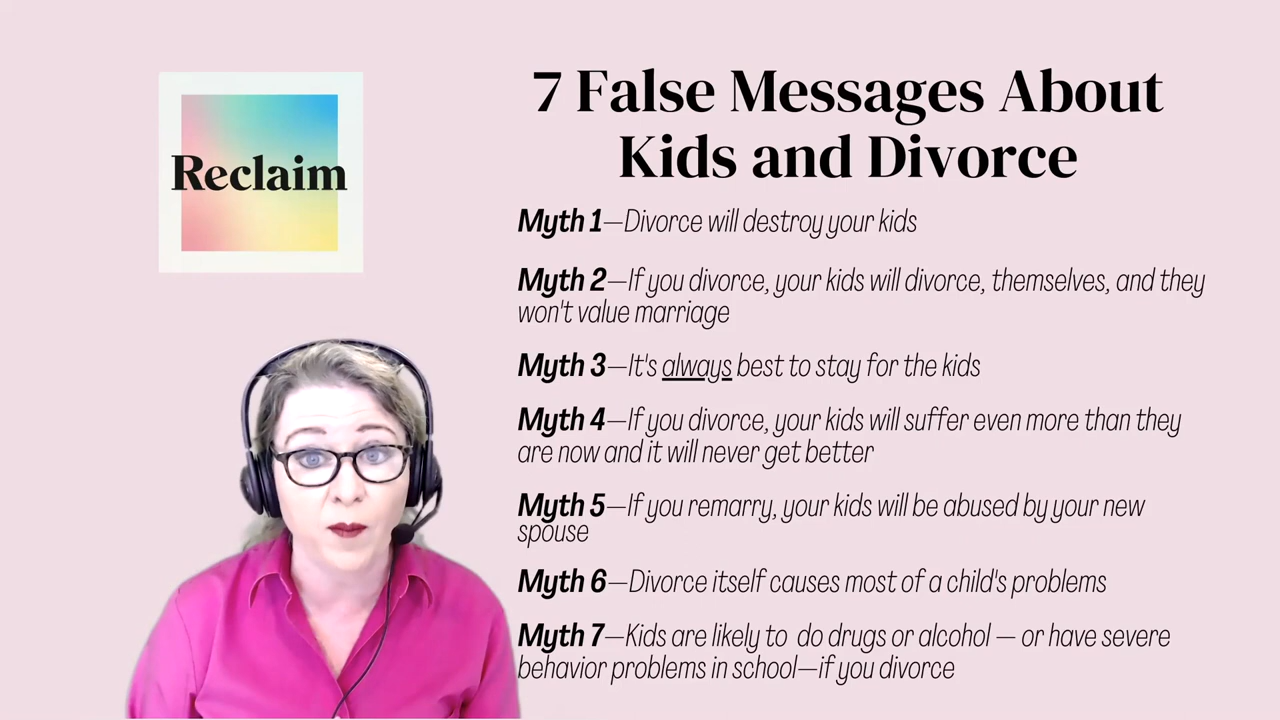 Reclaim
7 False Messages About
Kids and Divorce
Myth 1—Divorce will destroy your kids
Myth 2—If you divorce, your kids will divorce, themselves, and they
won't value marriage
Myth 3—It's always best to stay for the kids
Myth 4—If you divorce, your kids will suffer even more than they
are now and it will never get better
Myth 5—If you remarry, your kids will be abused by your new
spouse
Myth 6—Divorce itself causes most of a child's problems
Myth 7—Kids are likely to do drugs or alcohol — or have severe
behavior problems in school—if you divorce